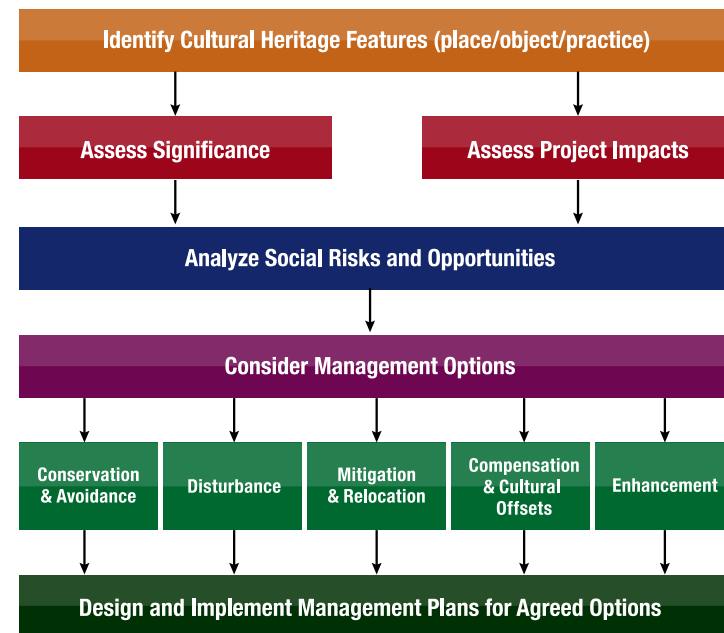 Identify Cultural Heritage Features (place/object/practice)
Assess Significance
Assess Project Impacts
Analyze Social Risks and Opportunities
Consider Management Options
Conservation
& Avoidance
Disturbance
Mitigation
& Relocation
Compensation
& Cultural
Offsets
Enhancement
Design and Implement Management Plans for Agreed Options